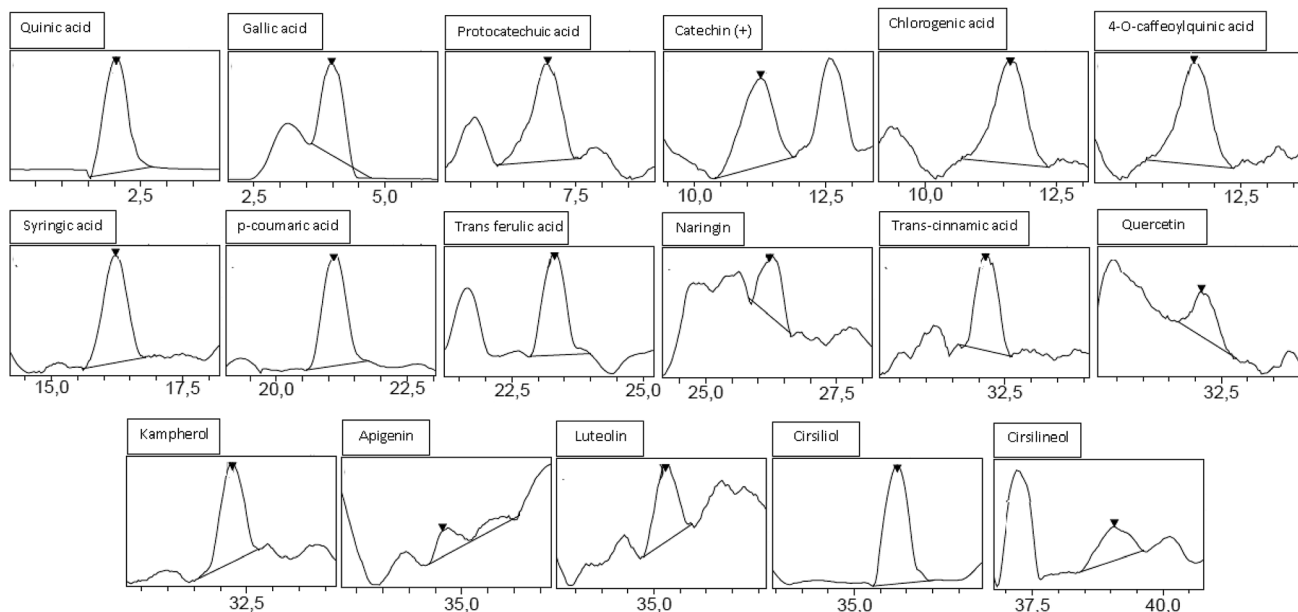 Quinic acid
Gallic acid
Protocatechuic acid
Catechin (+)
Chlorogenic acid
4-O-caffeoylquinic acid
2,5
2,5 5,0
7,5
10,0 12,5
10,0 12,5
12,5
Syringic acid
p-coumaric acid
Trans ferulic acid
Naringin
Trans-cinnamic acid
Quercetin
15,0 17,5
20,0 22,5
22,5 25,0
25,0 27,5
32,5
32,5
Kampherol
Apigenin
Luteolin
Cirsiliol
Cirsilineol
32,5
35,0
35,0
35,0
37.5 40.0